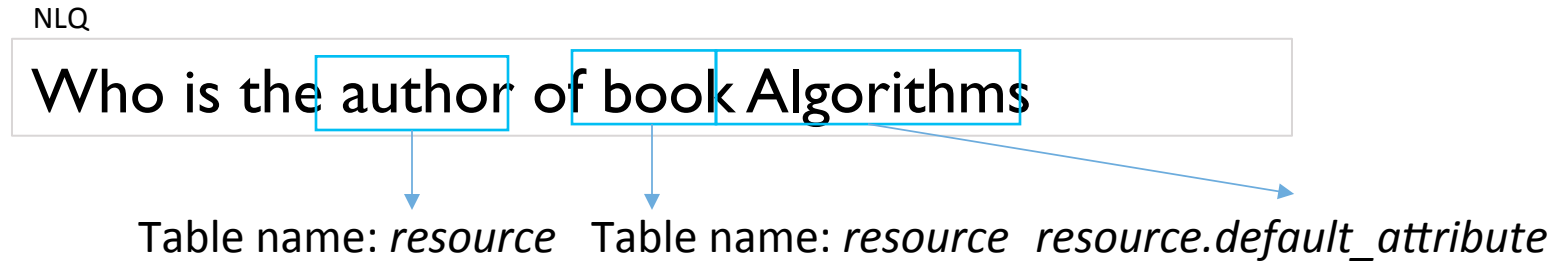 NLQ
Who is the author of book Algorithms
Table name: resource Table name: resource resource.default_attribute